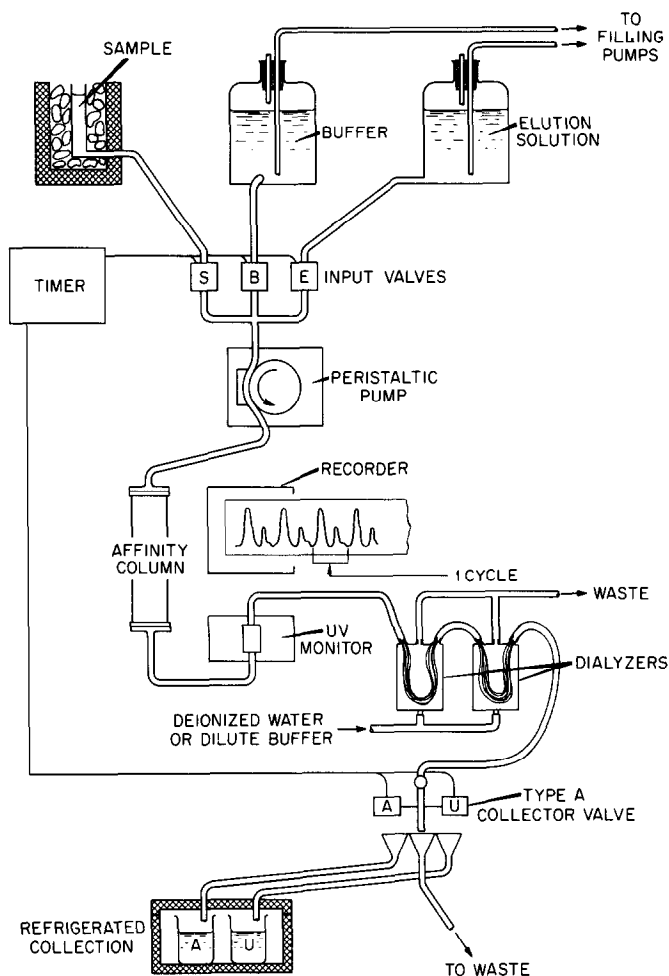 TO
FILLING
PUMPS
SAMPLE
BUFFER
ELUTION
SOLUTION
TIMER
S
B
E
INPUT VALVES
PERISTALTIC
PUMP
RECORDER
AFFINITY
COLUMN
1 CYCLE
WASTE
UV
MONITOR
DIALYZERS
DEIONIZED WATER
OR DILUTE BUFFER
A
U
TYPE A
COLLECTOR VALVE
REFRIGERATED
COLLECTION
A
U
TO WASTE